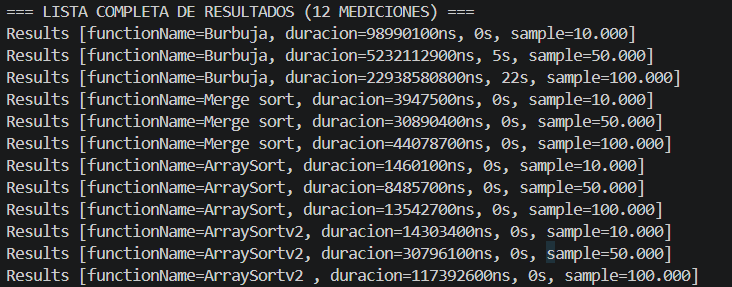 === LISTA COMPLETA DE RESULTADOS (12 MEDICIONES) ===
Results [functionName=Burbuja, duracion=98990100ns, 0s, sample=10.000]
Results [functionName=Burbuja, duracion=5232112900ns, 5s, sample=50.000]
Results [functionName=Burbuja, duracion=22938580800ns, 22s, sample=100.000]
Results [functionName=Merge sort, duracion=3947500ns, 0s, sample=10.000]
Results [functionName=Merge sort, duracion=30890400ns, 0s, sample=50.000]
Results [functionName=Merge sort, duracion=44078700ns, 0s, sample=100.000]
Results [functionName=ArraySort, duracion=1460100ns, 0s, sample=10.000]
Results [functionName=ArraySort, duracion=8485700ns, 0s, sample=50.000]
Results [functionName=ArraySort, duracion=13542700ns, 0s, sample=100.000]
Results [functionName=ArraySortv2, duracion=14303400ns, 0s, sample=10.000]
Results [functionName=ArraySortv2, duracion=30796100ns, 0s, sample=50.000]
Results [functionName=ArraySortv2 , duracion=117392600ns, 0s, sample=100.000]